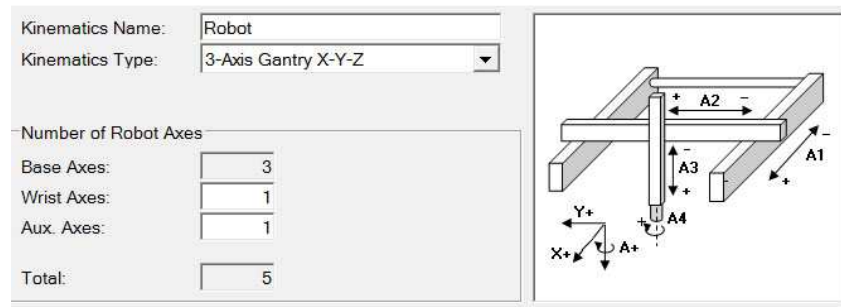 Kinematics Name: Robot
Kinematics Type: 3-Axis Gantry X-Y-Z
Number of Robot Axes
Base Axes: 3
Wrist Axes: 1
Aux. Axes: 1
Total: 5
+ A2 -
- A1
+
- A3
+
+ A4
Y+
X+ A+